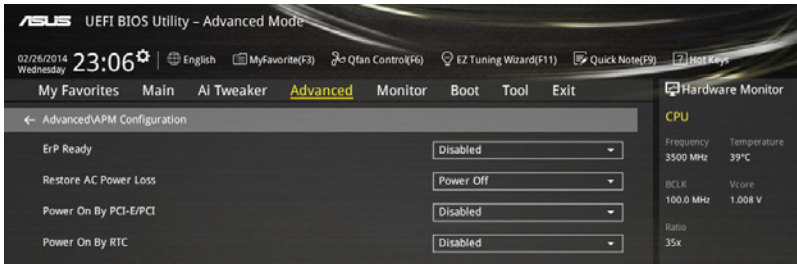 ASUS UEFI BIOS Utility – Advanced Mode
02/26/2014 Wednesday 23:06 English MyFavorite(F3) Qfan Control(F6) EZ Tuning Wizard(F11) Quick Note(F9) ? Hot Keys
My Favorites Main Ai Tweaker Advanced Monitor Boot Tool Exit
Hardware Monitor
← Advanced\APM Configuration
ErP Ready Disabled
Restore AC Power Loss Power Off
Power On By PCI-E/PCI Disabled
Power On By RTC Disabled
CPU
Frequency Temperature
3500 MHz 39°C
BCLK Vcore
100.0 MHz 1.008 V
Ratio
35x